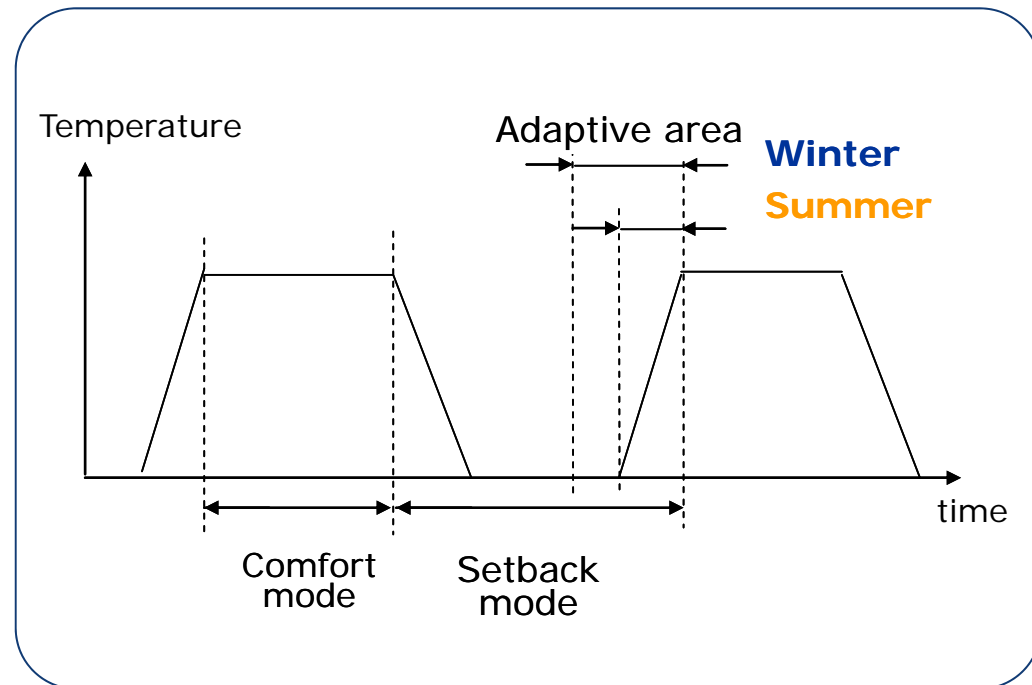 Temperature
Adaptive area
Winter
Summer
time
Comfort
mode
Setback
mode